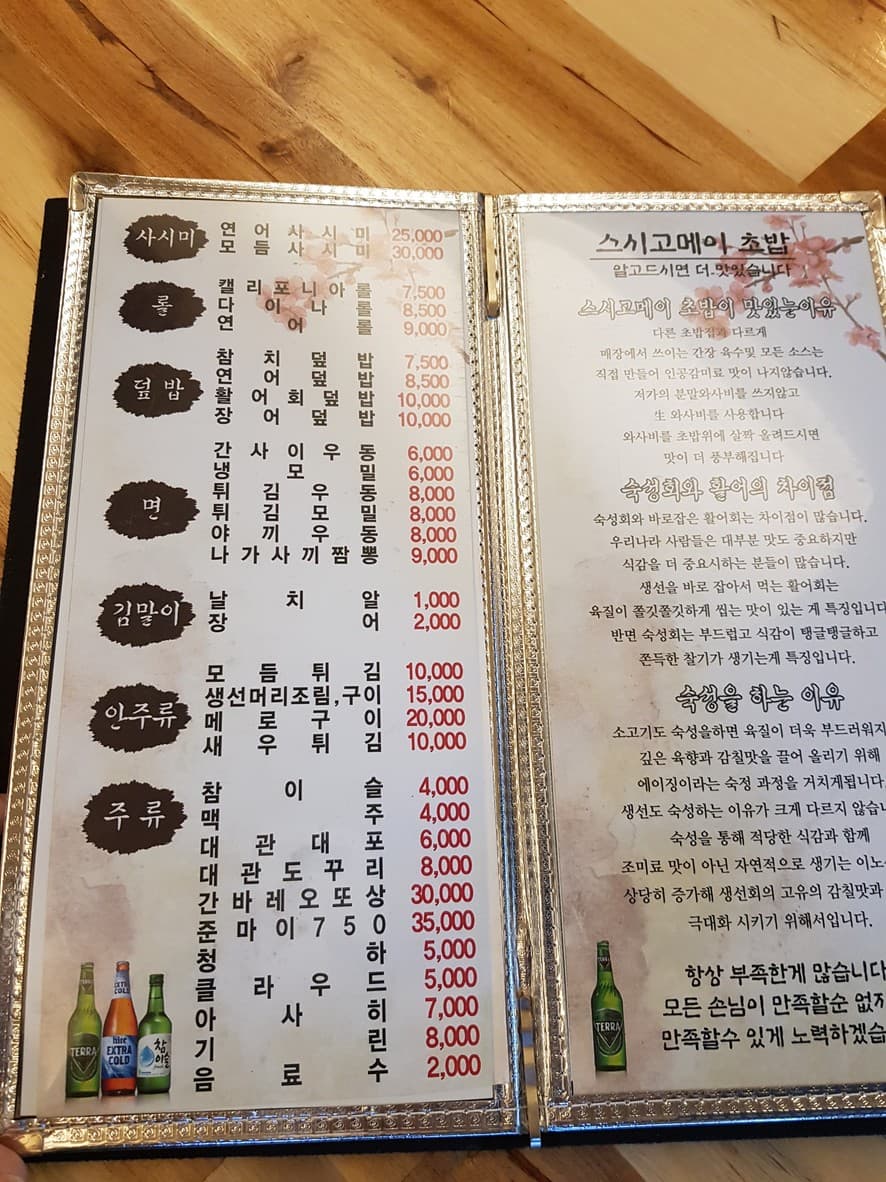 사시미
연어사시미 25,000
모듬사시미 30,000
롤
캘리포니아롤 7,500
다이나롤 8,500
연어롤 9,000
덮밥
참치덮밥 7,500
연어덮밥 8,500
활어회덮밥 10,000
장어덮밥 10,000
면
간사이우동 6,000
냉모밀 6,000
튀김우동 8,000
튀김모밀 8,000
야끼우동 8,000
나가사끼짬뽕 9,000
김말이
날치알 1,000
장어 2,000
안주류
모듬튀김 10,000
생선머리조림,구이 15,000
메로구이 20,000
새우튀김 10,000
주류
참이슬 4,000
맥주 4,000
대관대포 6,000
대관도꾸리 8,000
간바레오또상 30,000
준마이750 35,000
청하 5,000
클라우드 5,000
아사히 7,000
기린 8,000
음료수 2,000
TERRA
hite
EXTRA
COLD
참이슬
스시고메이 초밥
알고드시면 더 맛있습니다
스시고메이 초밥이 맛있는이유
다른 초밥집과 다르게
매장에서 쓰이는 간장 육수및 모든 소스는
직접 만들어 인공감미료 맛이 나지않습니다.
저가의 분말와사비를 쓰지않고
生 와사비를 사용합니다
와사비를 초밥위에 살짝 올려드시면
맛이 더 풍부해집니다
숙성회와 활어의 차이점
숙성회와 바로잡은 활어회는 차이점이 많습니다.
우리나라 사람들은 대부분 맛도 중요하지만
식감을 더 중요시하는 분들이 많습니다.
생선을 바로 잡아서 먹는 활어회는
육질이 쫄깃쫄깃하게 씹는 맛이 있는 게 특징입니다
반면 숙성회는 부드럽고 식감이 탱글탱글하고
쫀득한 찰기가 생기는게 특징입니다.
숙성을 하는 이유
소고기도 숙성을하면 육질이 더욱 부드러워지
깊은 육향과 감칠맛을 끌어 올리기 위해
에이징이라는 숙정 과정을 거치게됩니다
생선도 숙성하는 이유가 크게 다르지 않습니
숙성을 통해 적당한 식감과 함께
조미료 맛이 아닌 자연적으로 생기는 이노
상당히 증가해 생선회의 고유의 감칠맛과
극대화 시키기 위해서입니다.
항상 부족한게 많습니다
모든 손님이 만족할순 없지
만족할수 있게 노력하겠습
TERRA